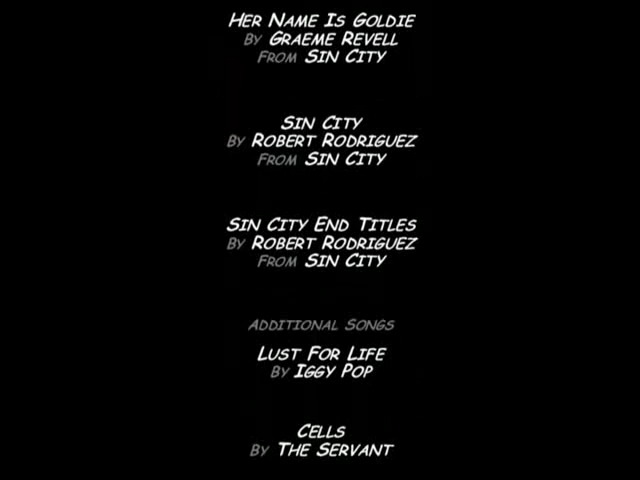 Her Name Is Goldie
By Graeme Revell
From Sin City
Sin City
By Robert Rodriguez
From Sin City
Sin City End Titles
By Robert Rodriguez
From Sin City
Additional Songs
Lust For Life
By Iggy Pop
Cells
By The Servant